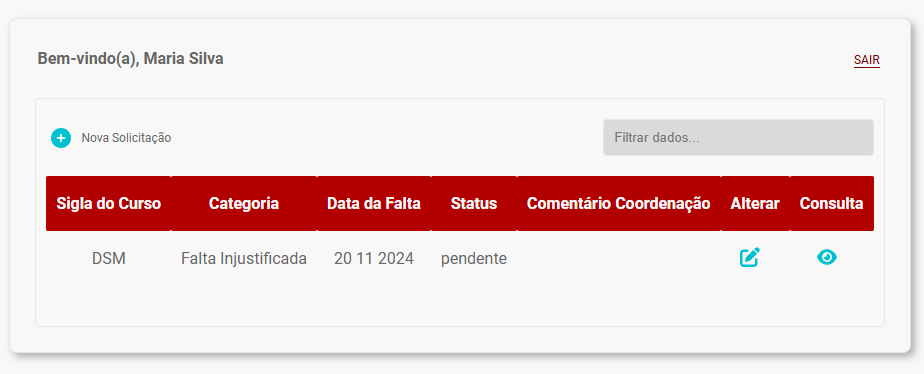 Bem-vindo(a), Maria Silva
SAIR
Nova Solicitação
Filtrar dados...
Sigla do Curso Categoria Data da Falta Status Comentário Coordenação Alterar Consulta
DSM Falta Injustificada 20 11 2024 pendente